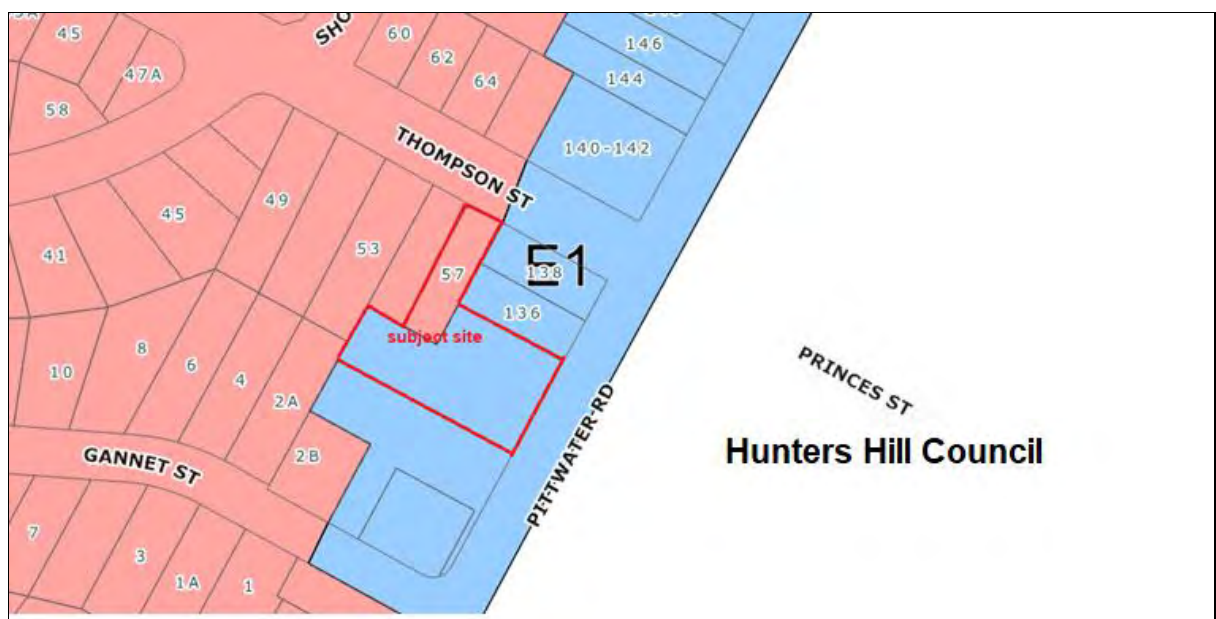 45
47A
58
SHO
60
62
64
146
144
140-142
THOMPSON ST
49
45
41
53
57
E1
138
136
subject site
8
6
4
10
2A
2B
GANNET ST
7
3
1A
1
PITTWATER RD
PRINCES ST
Hunters Hill Council